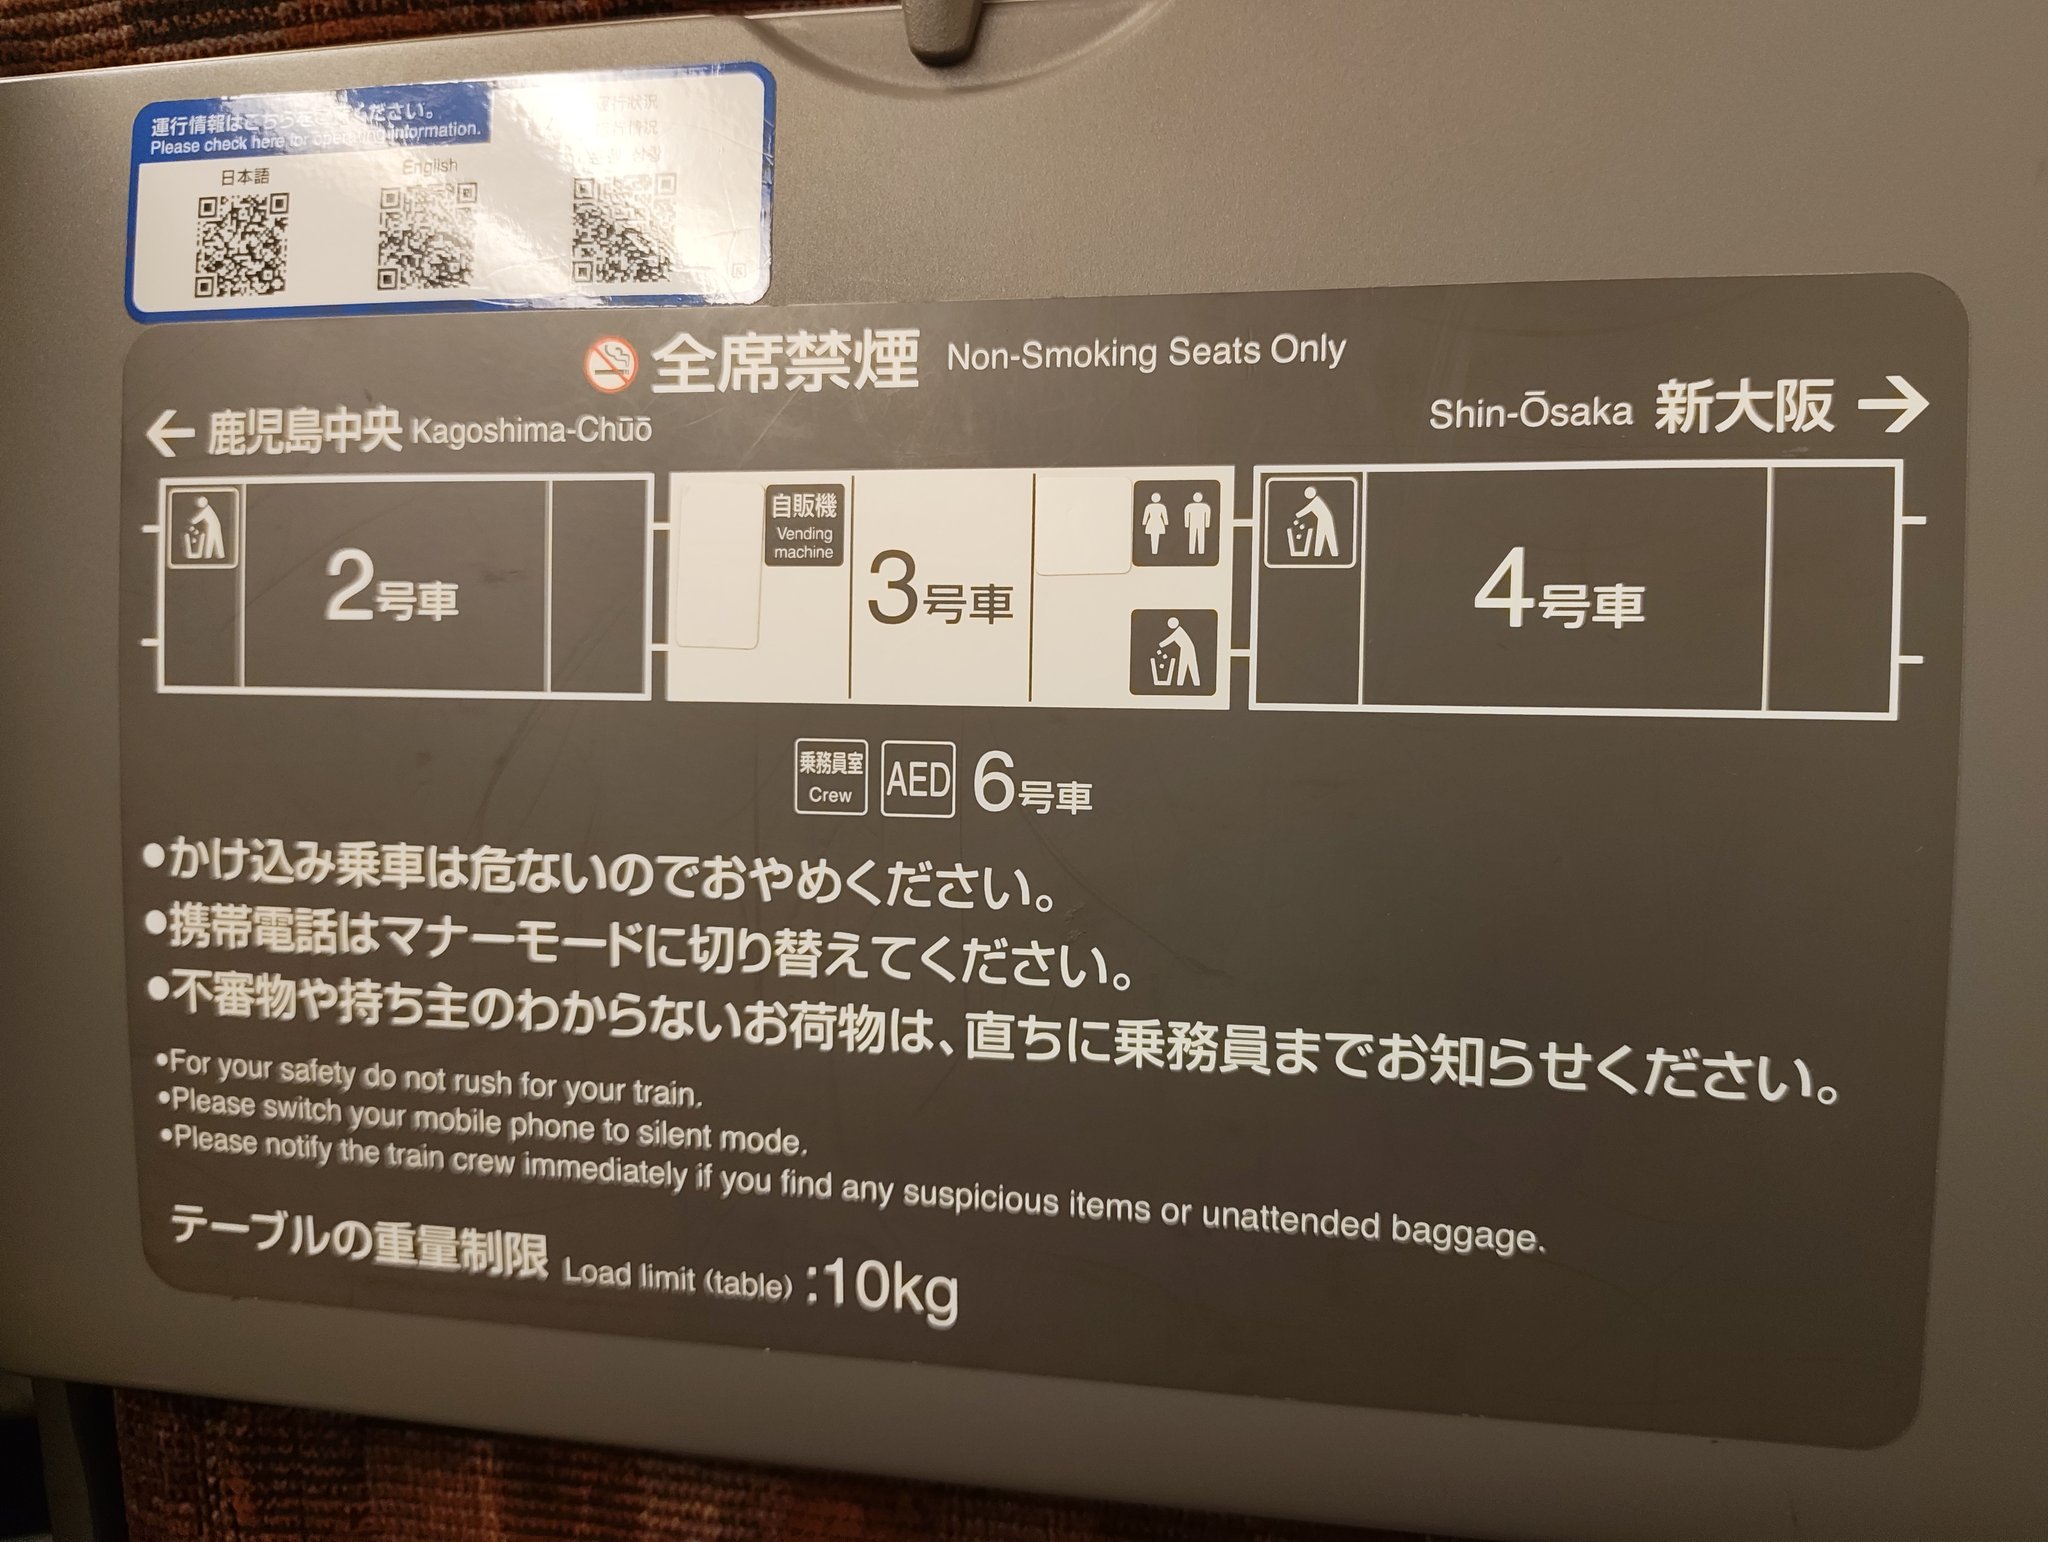 運行情報はこちらをご覧ください。
Please check here for operating information.
運行狀況
日本語
English
全席禁煙 Non-Smoking Seats Only
← 鹿児島中央 Kagoshima-Chūō
Shin-Ōsaka 新大阪 →
2号車
自販機
Vending
machine
3号車
4号車
乗務員室
Crew
AED
6号車
•かけ込み乗車は危ないのでおやめください。
•携帯電話はマナーモードに切り替えてください。
•不審物や持ち主のわからないお荷物は、直ちに乗務員までお知らせください。
•For your safety do not rush for your train.
•Please switch your mobile phone to silent mode.
•Please notify the train crew immediately if you find any suspicious items or unattended baggage.
テーブルの重量制限 Load limit (table) :10kg